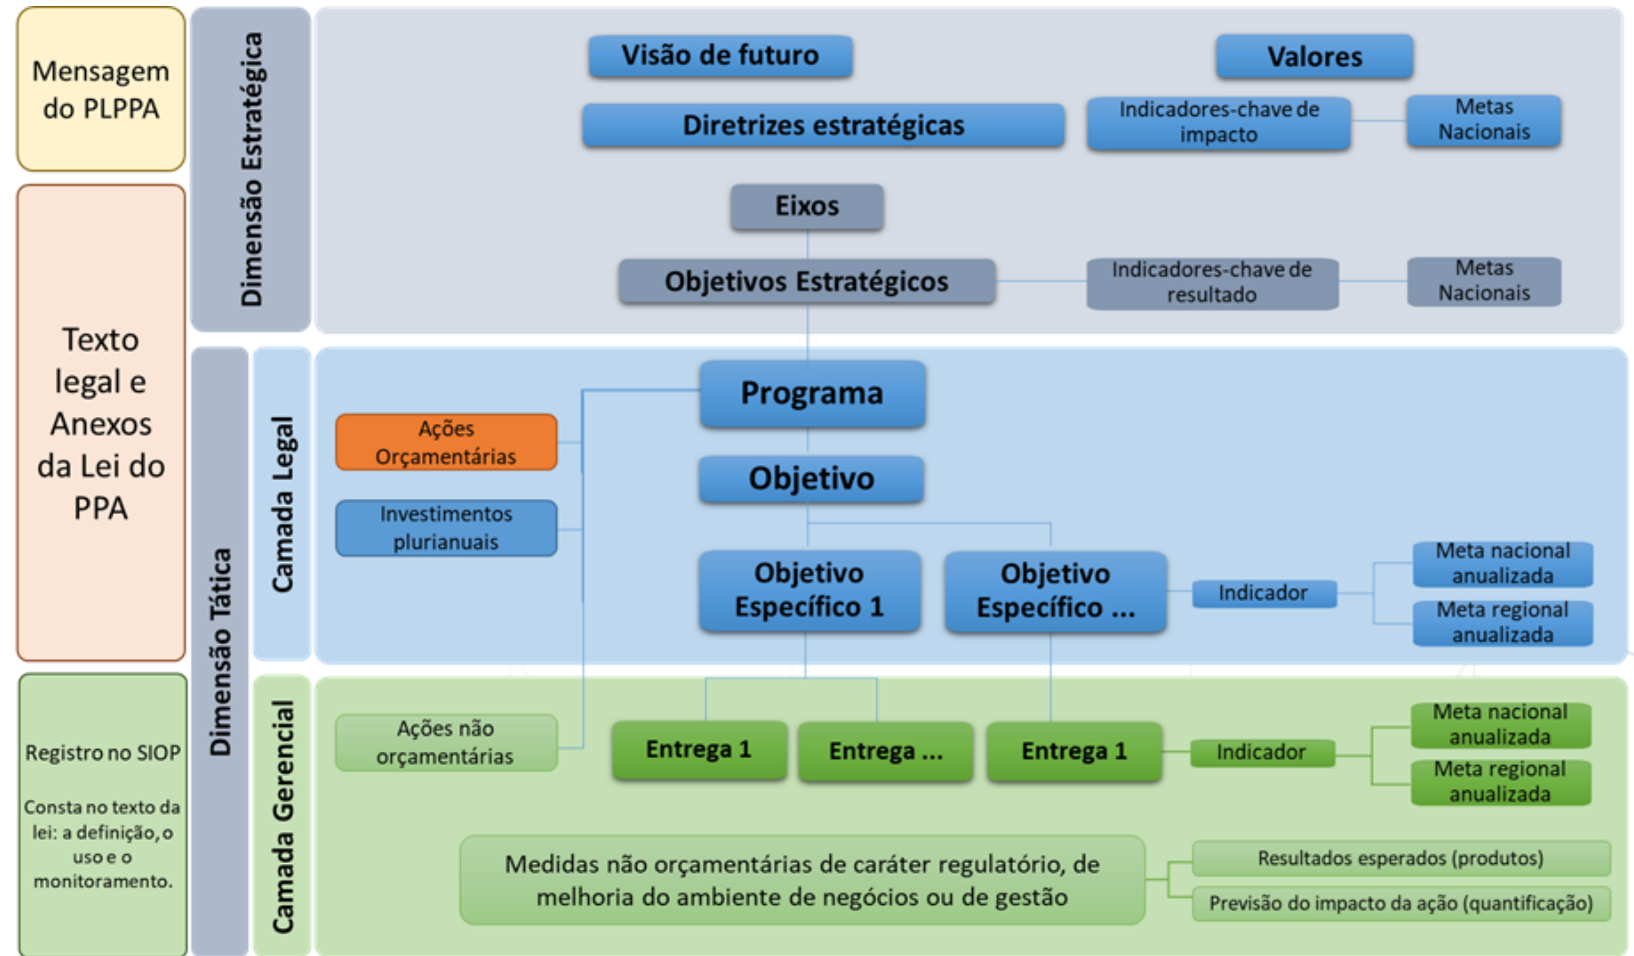 Mensagem
do PLPPA
Texto
legal e
Anexos
da Lei do
PPA
Registro no SIOP
Consta no texto da
lei: a definição, o
uso e o
monitoramento.
Dimensão Estratégica
Visão de futuro
Valores
Diretrizes estratégicas
Indicadores-chave de
impacto
Metas
Nacionais
Eixos
Objetivos Estratégicos
Indicadores-chave de
resultado
Metas
Nacionais
Dimensão Tática
Camada Legal
Programa
Ações
Orçamentárias
Objetivo
Investimentos
plurianuais
Objetivo
Específico 1
Objetivo
Específico ...
Indicador
Meta nacional
anualizada
Meta regional
anualizada
Camada Gerencial
Ações não
orçamentárias
Entrega 1
Entrega ...
Entrega 1
Indicador
Meta nacional
anualizada
Meta regional
anualizada
Medidas não orçamentárias de caráter regulatório, de
melhoria do ambiente de negócios ou de gestão
Resultados esperados (produtos)
Previsão do impacto da ação (quantificação)